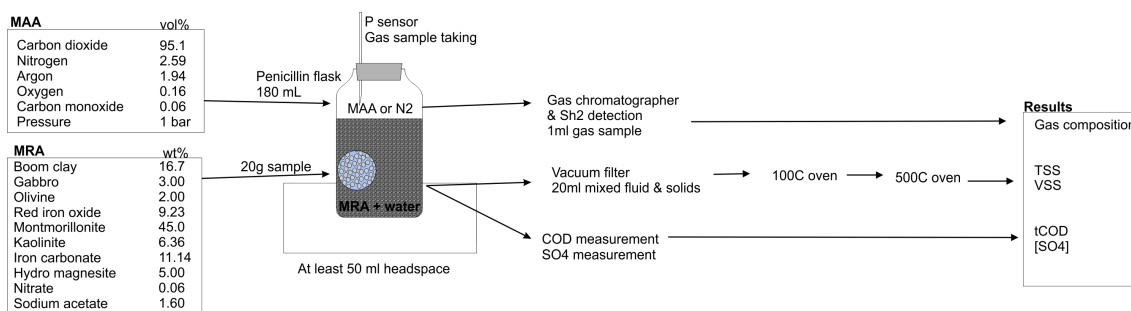 MAA vol%
Carbon dioxide 95.1
Nitrogen 2.59
Argon 1.94
Oxygen 0.16
Carbon monoxide 0.06
Pressure 1 bar
MRA wt%
Boom clay 16.7
Gabbro 3.00
Olivine 2.00
Red iron oxide 9.23
Montmorillonite 45.0
Kaolinite 6.36
Iron carbonate 11.14
Hydro magnesite 5.00
Nitrate 0.06
Sodium acetate 1.60
Penicillin flask
180 mL
20g sample
P sensor
Gas sample taking
MAA or N2
MRA + water
At least 50 ml headspace
Gas chromatographer
& Sh2 detection
1ml gas sample
Vacuum filter
20ml mixed fluid & solids
100C oven
500C oven
COD measurement
SO4 measurement
Results
Gas composition
TSS
VSS
tCOD
[SO4]